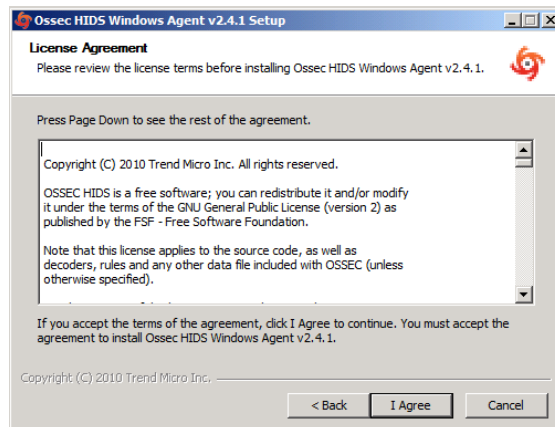 Ossec HIDS Windows Agent v2.4.1 Setup
License Agreement
Please review the license terms before installing Ossec HIDS Windows Agent v2.4.1.
Press Page Down to see the rest of the agreement.
Copyright (C) 2010 Trend Micro Inc. All rights reserved.
OSSEC HIDS is a free software; you can redistribute it and/or modify
it under the terms of the GNU General Public License (version 2) as
published by the FSF - Free Software Foundation.
Note that this license applies to the source code, as well as
decoders, rules and any other data file included with OSSEC (unless
otherwise specified).
If you accept the terms of the agreement, click I Agree to continue. You must accept the
agreement to install Ossec HIDS Windows Agent v2.4.1.
Copyright (C) 2010 Trend Micro Inc.
< Back I Agree Cancel